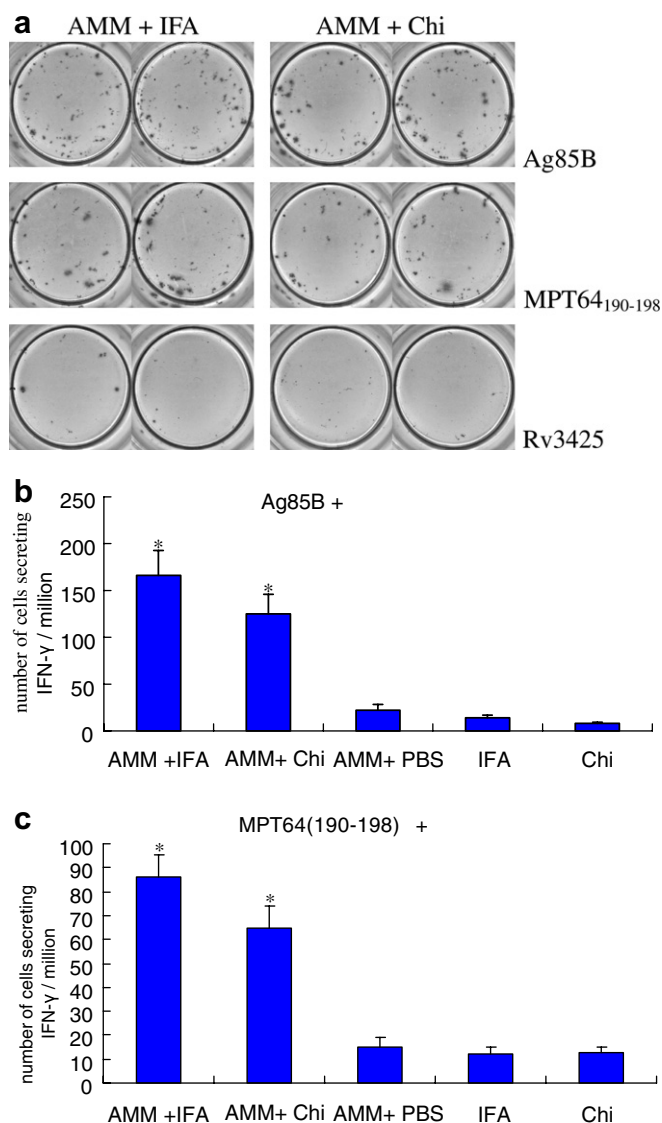 a
AMM + IFA
AMM + Chi
Ag85B
MPT64190-198
Rv3425
b
Ag85B +
number of cells secreting
IFN-γ / million
250
200
150
100
50
0
*
*
AMM +IFA
AMM+ Chi
AMM+ PBS
IFA
Chi
c
MPT64(190-198) +
number of cells secreting
IFN-γ / million
100
90
80
70
60
50
40
30
20
10
0
*
*
AMM +IFA
AMM+ Chi
AMM+ PBS
IFA
Chi